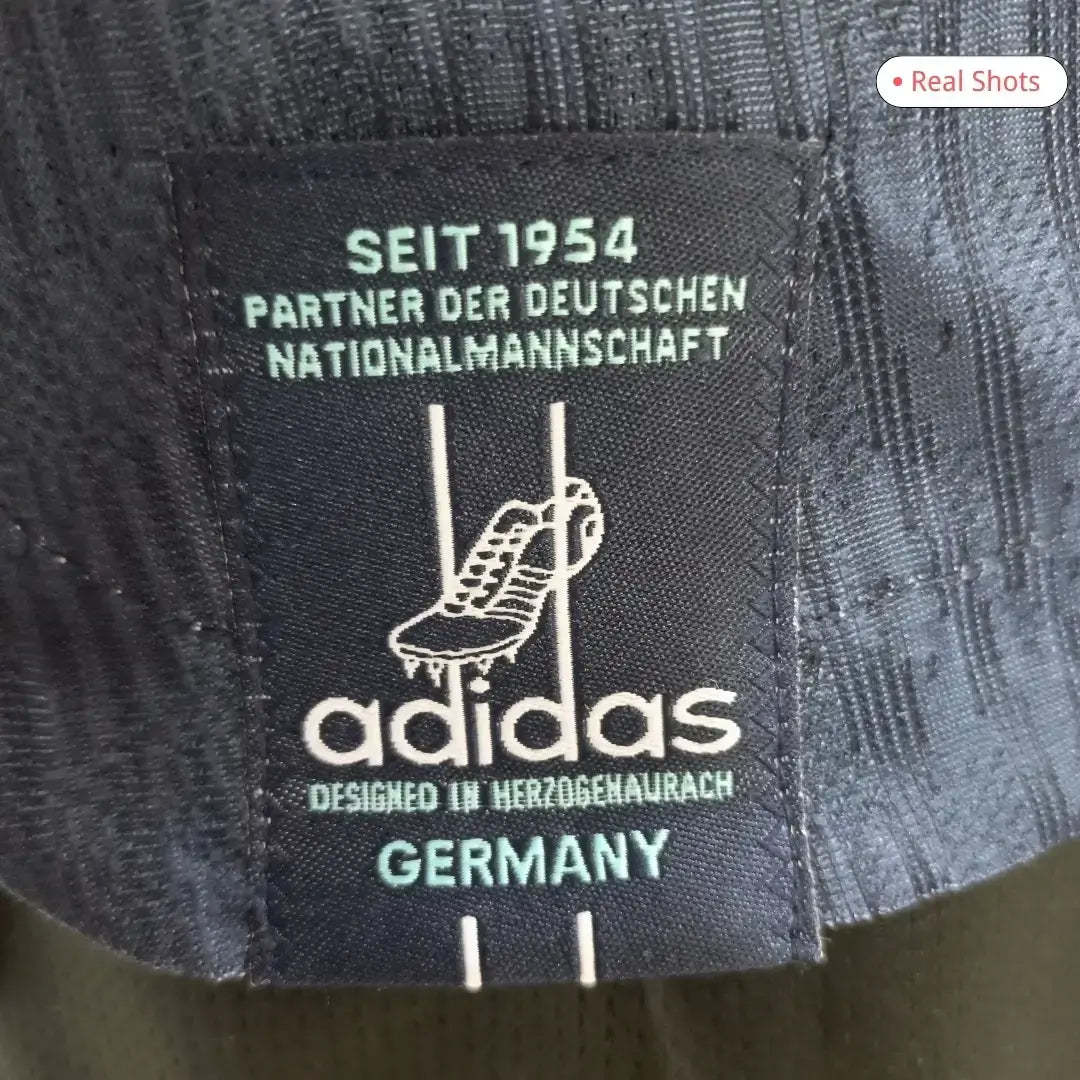 Real Shots
SEIT 1954
PARTNER DER DEUTSCHEN
NATIONALMANNSCHAFT
adidas
DESIGNED IN HERZOGENAURACH
GERMANY